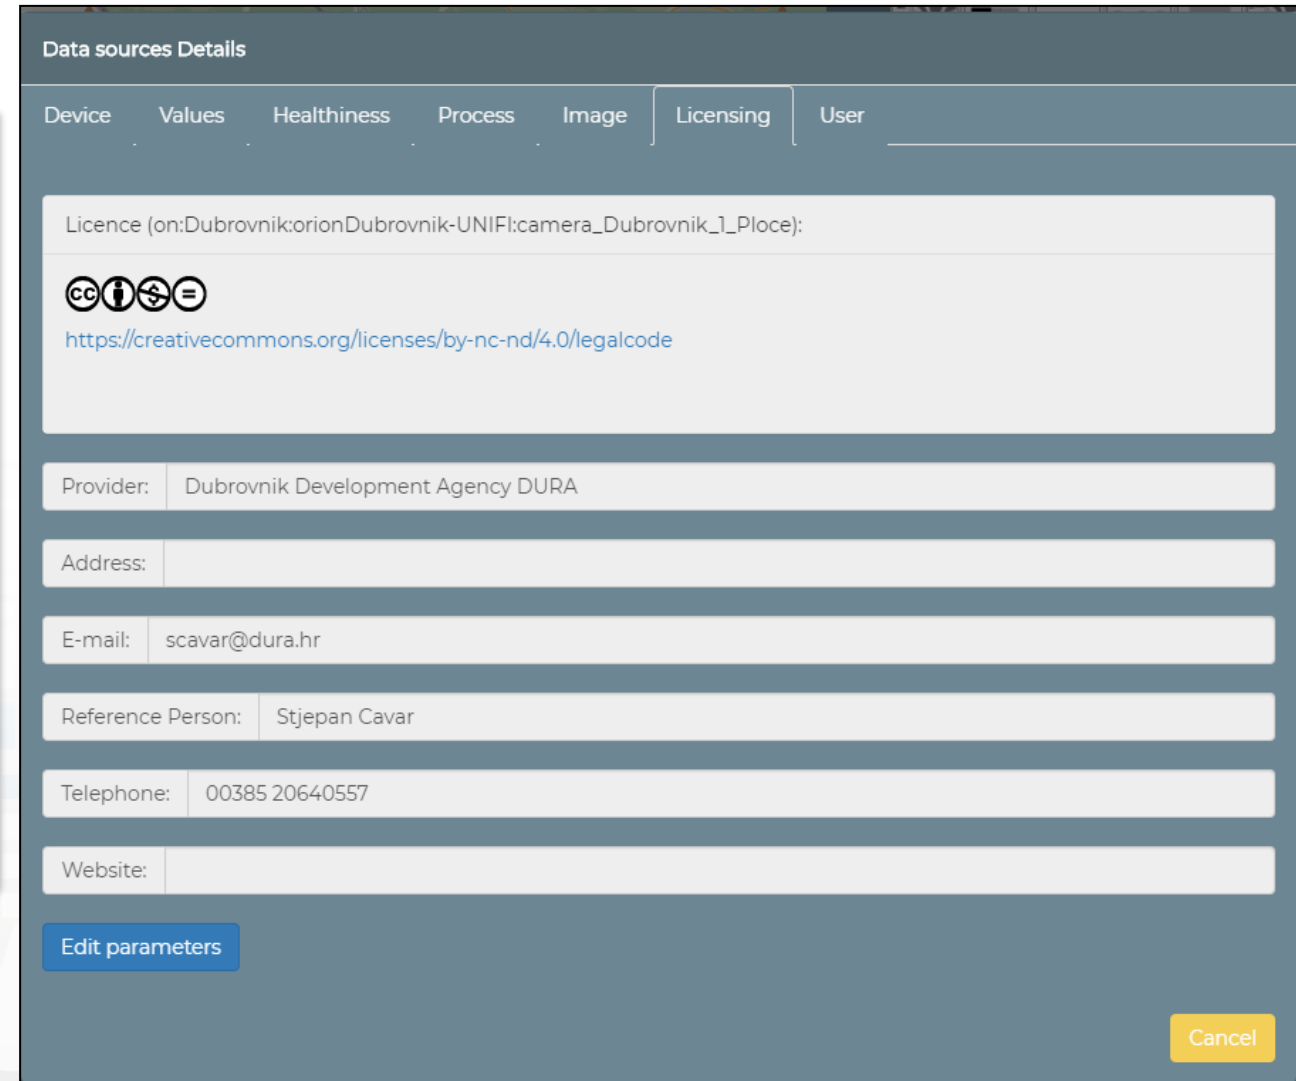 Data sources Details
Device Values Healthiness Process Image Licensing User
Licence (on:Dubrovnik:orionDubrovnik-UNIFI:camera_Dubrovnik_1_Ploce):
https://creativecommons.org/licenses/by-nc-nd/4.0/legalcode
Provider: Dubrovnik Development Agency DURA
Address:
E-mail: scavar@dura.hr
Reference Person: Stjepan Cavar
Telephone: 00385 20640557
Website:
Edit parameters
Cancel